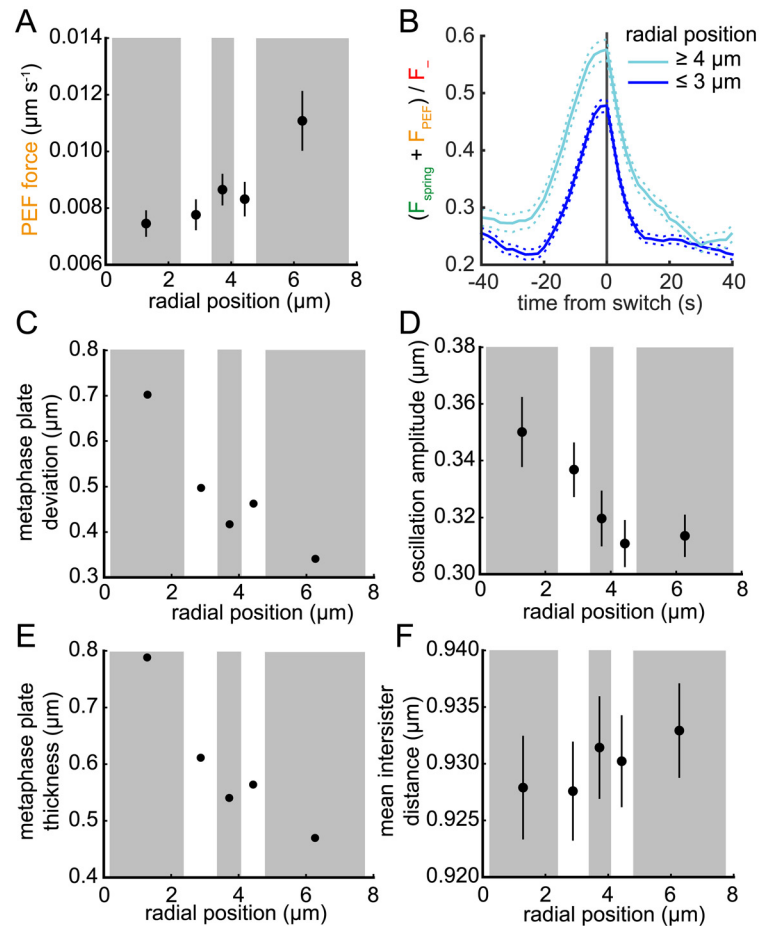 A
PEF force (μm s⁻¹)
0.014
0.012
0.010
0.008
0.006
0 2 4 6 8
radial position (μm)
B
(F_spring + F_PEF) / F_−
0.6
0.5
0.4
0.3
0.2
-40 -20 0 20 40
time from switch (s)
radial position
≥ 4 μm
≤ 3 μm
C
metaphase plate
deviation (μm)
0.8
0.7
0.6
0.5
0.4
0.3
0 2 4 6 8
radial position (μm)
D
oscillation amplitude (μm)
0.38
0.36
0.34
0.32
0.30
0 2 4 6 8
radial position (μm)
E
metaphase plate
thickness (μm)
0.8
0.7
0.6
0.5
0.4
0 2 4 6 8
radial position (μm)
F
mean intersister
distance (μm)
0.940
0.935
0.930
0.925
0.920
0 2 4 6 8
radial position (μm)